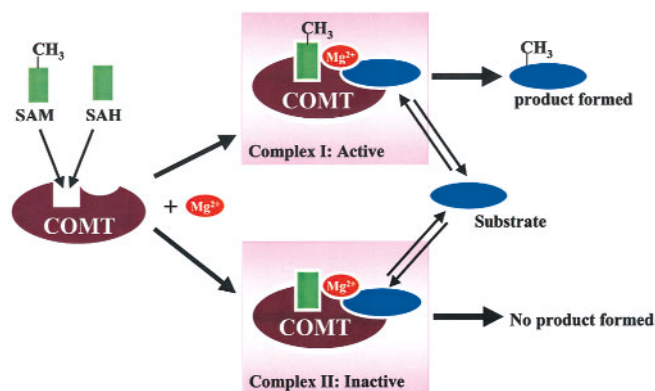 CH₃
SAM
SAH
COMT
+ Mg²⁺
CH₃
Mg²⁺
COMT
Complex I: Active
CH₃
product formed
Substrate
Mg²⁺
COMT
Complex II: Inactive
No product formed